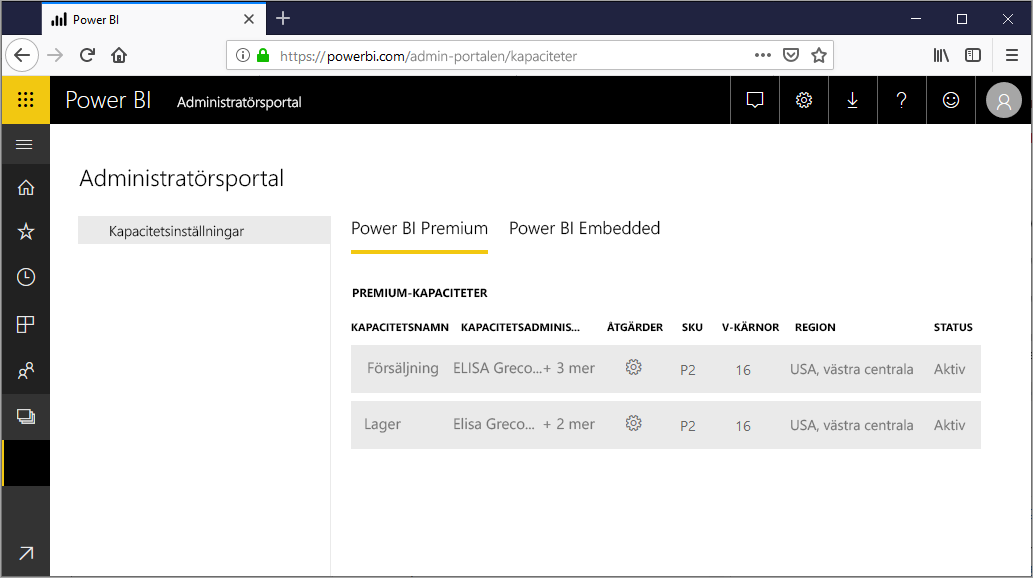 Power BI
https://powerbi.com/admin-portalen/kapaciteter
Power BI Administratörsportal
Administratörsportal
Kapacitetsinställningar
Power BI Premium Power BI Embedded
PREMIUM-KAPACITETER
KAPACITETSNAMN KAPACITETSADMINIS... ÅTGÄRDER SKU V-KÄRNOR REGION STATUS
Försäljning ELISA Greco...+ 3 mer P2 16 USA, västra centrala Aktiv
Lager Elisa Greco... + 2 mer P2 16 USA, västra centrala Aktiv